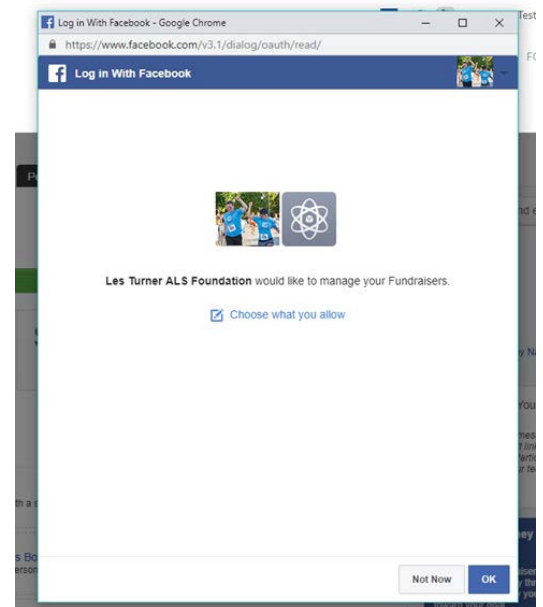 Log in With Facebook - Google Chrome
https://www.facebook.com/v3.1/dialog/oauth/read/
Log in With Facebook
Les Turner ALS Foundation would like to manage your Fundraisers.
Choose what you allow
Not Now
OK
Test